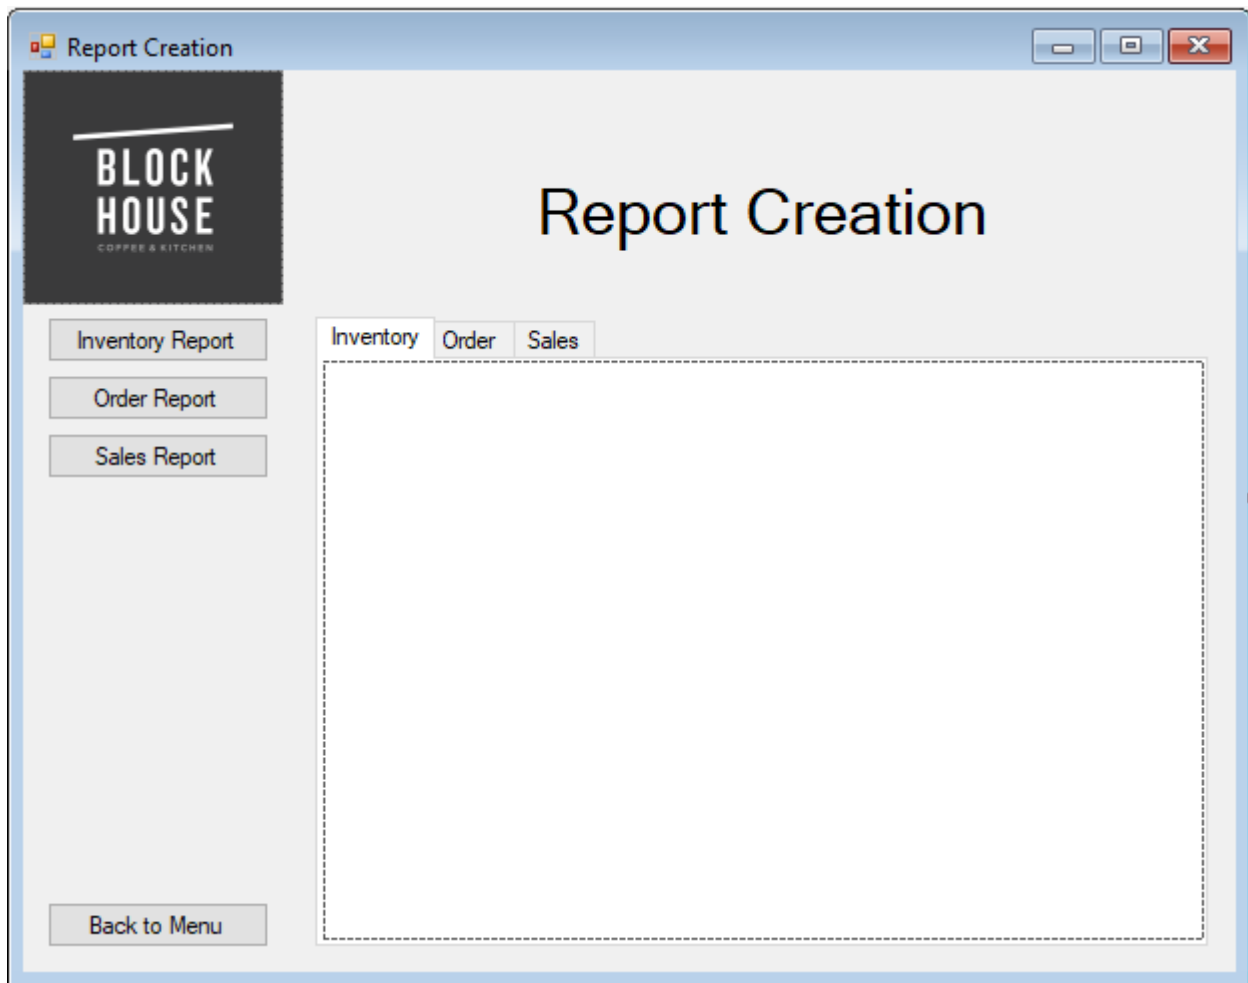 Report Creation
BLOCK
HOUSE
COFFEE & KITCHEN
Report Creation
Inventory Report
Order Report
Sales Report
Back to Menu
Inventory Order Sales